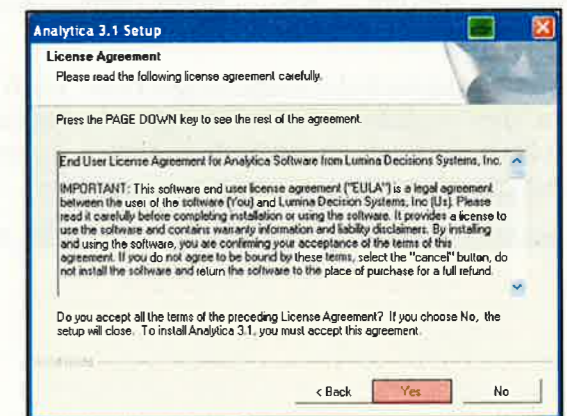 Analytica 3.1 Setup
License Agreement
Please read the following license agreement carefully.
Press the PAGE DOWN key to see the rest of the agreement.
End User License Agreement for Analytica Software from Lumina Decisions Systems, Inc.
IMPORTANT: This software end user license agreement ("EULA") is a legal agreement
between the user of the software (You) and Lumina Decision Systems, Inc (Us). Please
read it carefully before completing installation or using the software. It provides a license to
use the software and contains warranty information and liability disclaimers. By installing
and using the software, you are confirming your acceptance of the terms of this
agreement. If you do not agree to be bound by these terms, select the "cancel" button, do
not install the software and return the software to the place of purchase for a full refund.
Do you accept all the terms of the preceding License Agreement? If you choose No, the
setup will close. To install Analytica 3.1, you must accept this agreement.
< Back Yes No